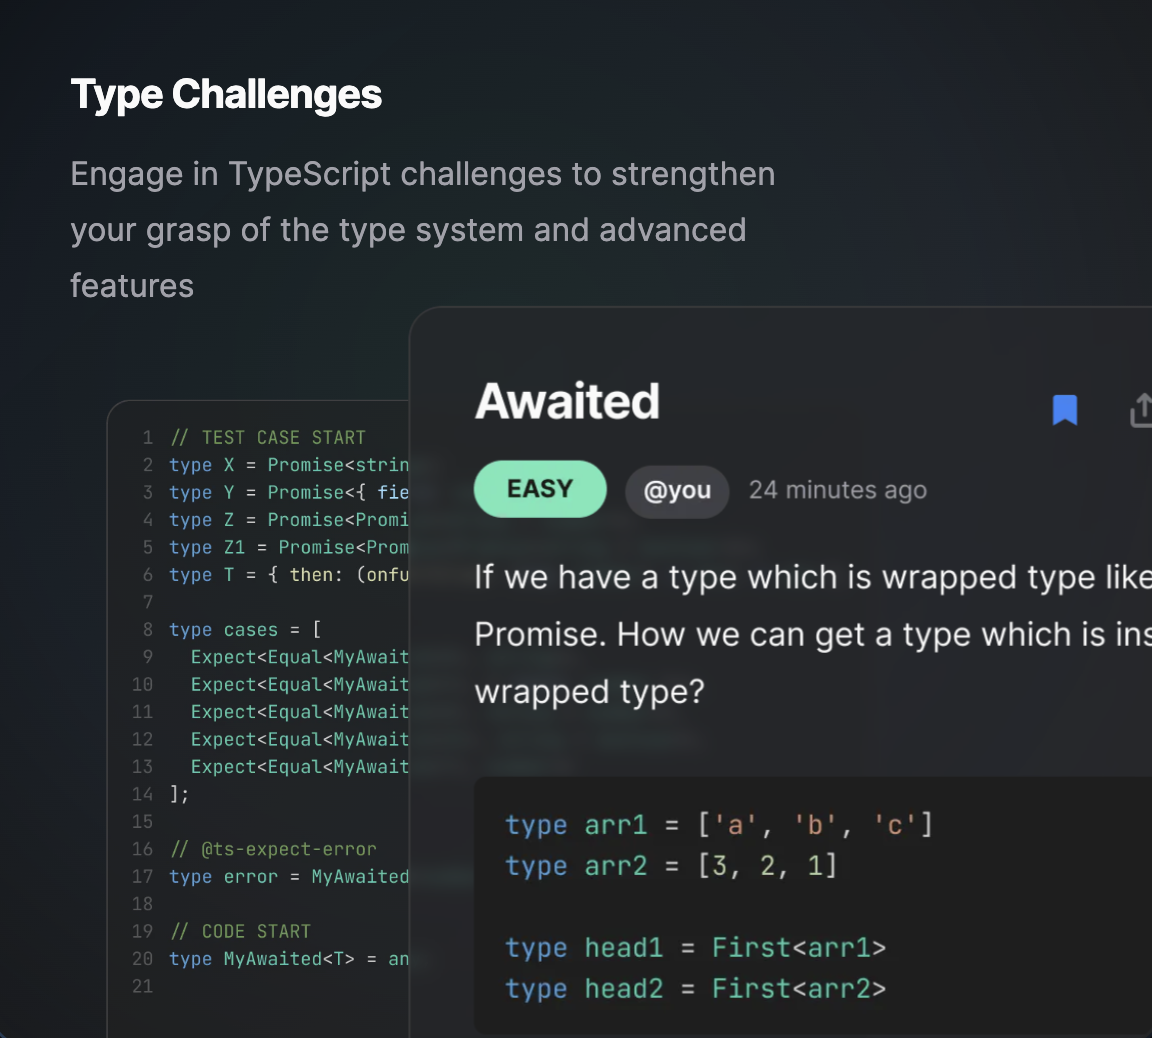 Type Challenges
Engage in TypeScript challenges to strengthen
your grasp of the type system and advanced
features
1 // TEST CASE START
2 type X = Promise<strin
3 type Y = Promise<{ fie
4 type Z = Promise<Promi
5 type Z1 = Promise<Prom
6 type T = { then: (onfu
7
8 type cases = [
9 Expect<Equal<MyAwait
10 Expect<Equal<MyAwait
11 Expect<Equal<MyAwait
12 Expect<Equal<MyAwait
13 Expect<Equal<MyAwait
14 ];
15
16 // @ts-expect-error
17 type error = MyAwaited
18
19 // CODE START
20 type MyAwaited<T> = an
21
Awaited
EASY @you 24 minutes ago
If we have a type which is wrapped type like
Promise. How we can get a type which is ins
wrapped type?
type arr1 = ['a', 'b', 'c']
type arr2 = [3, 2, 1]
type head1 = First<arr1>
type head2 = First<arr2>